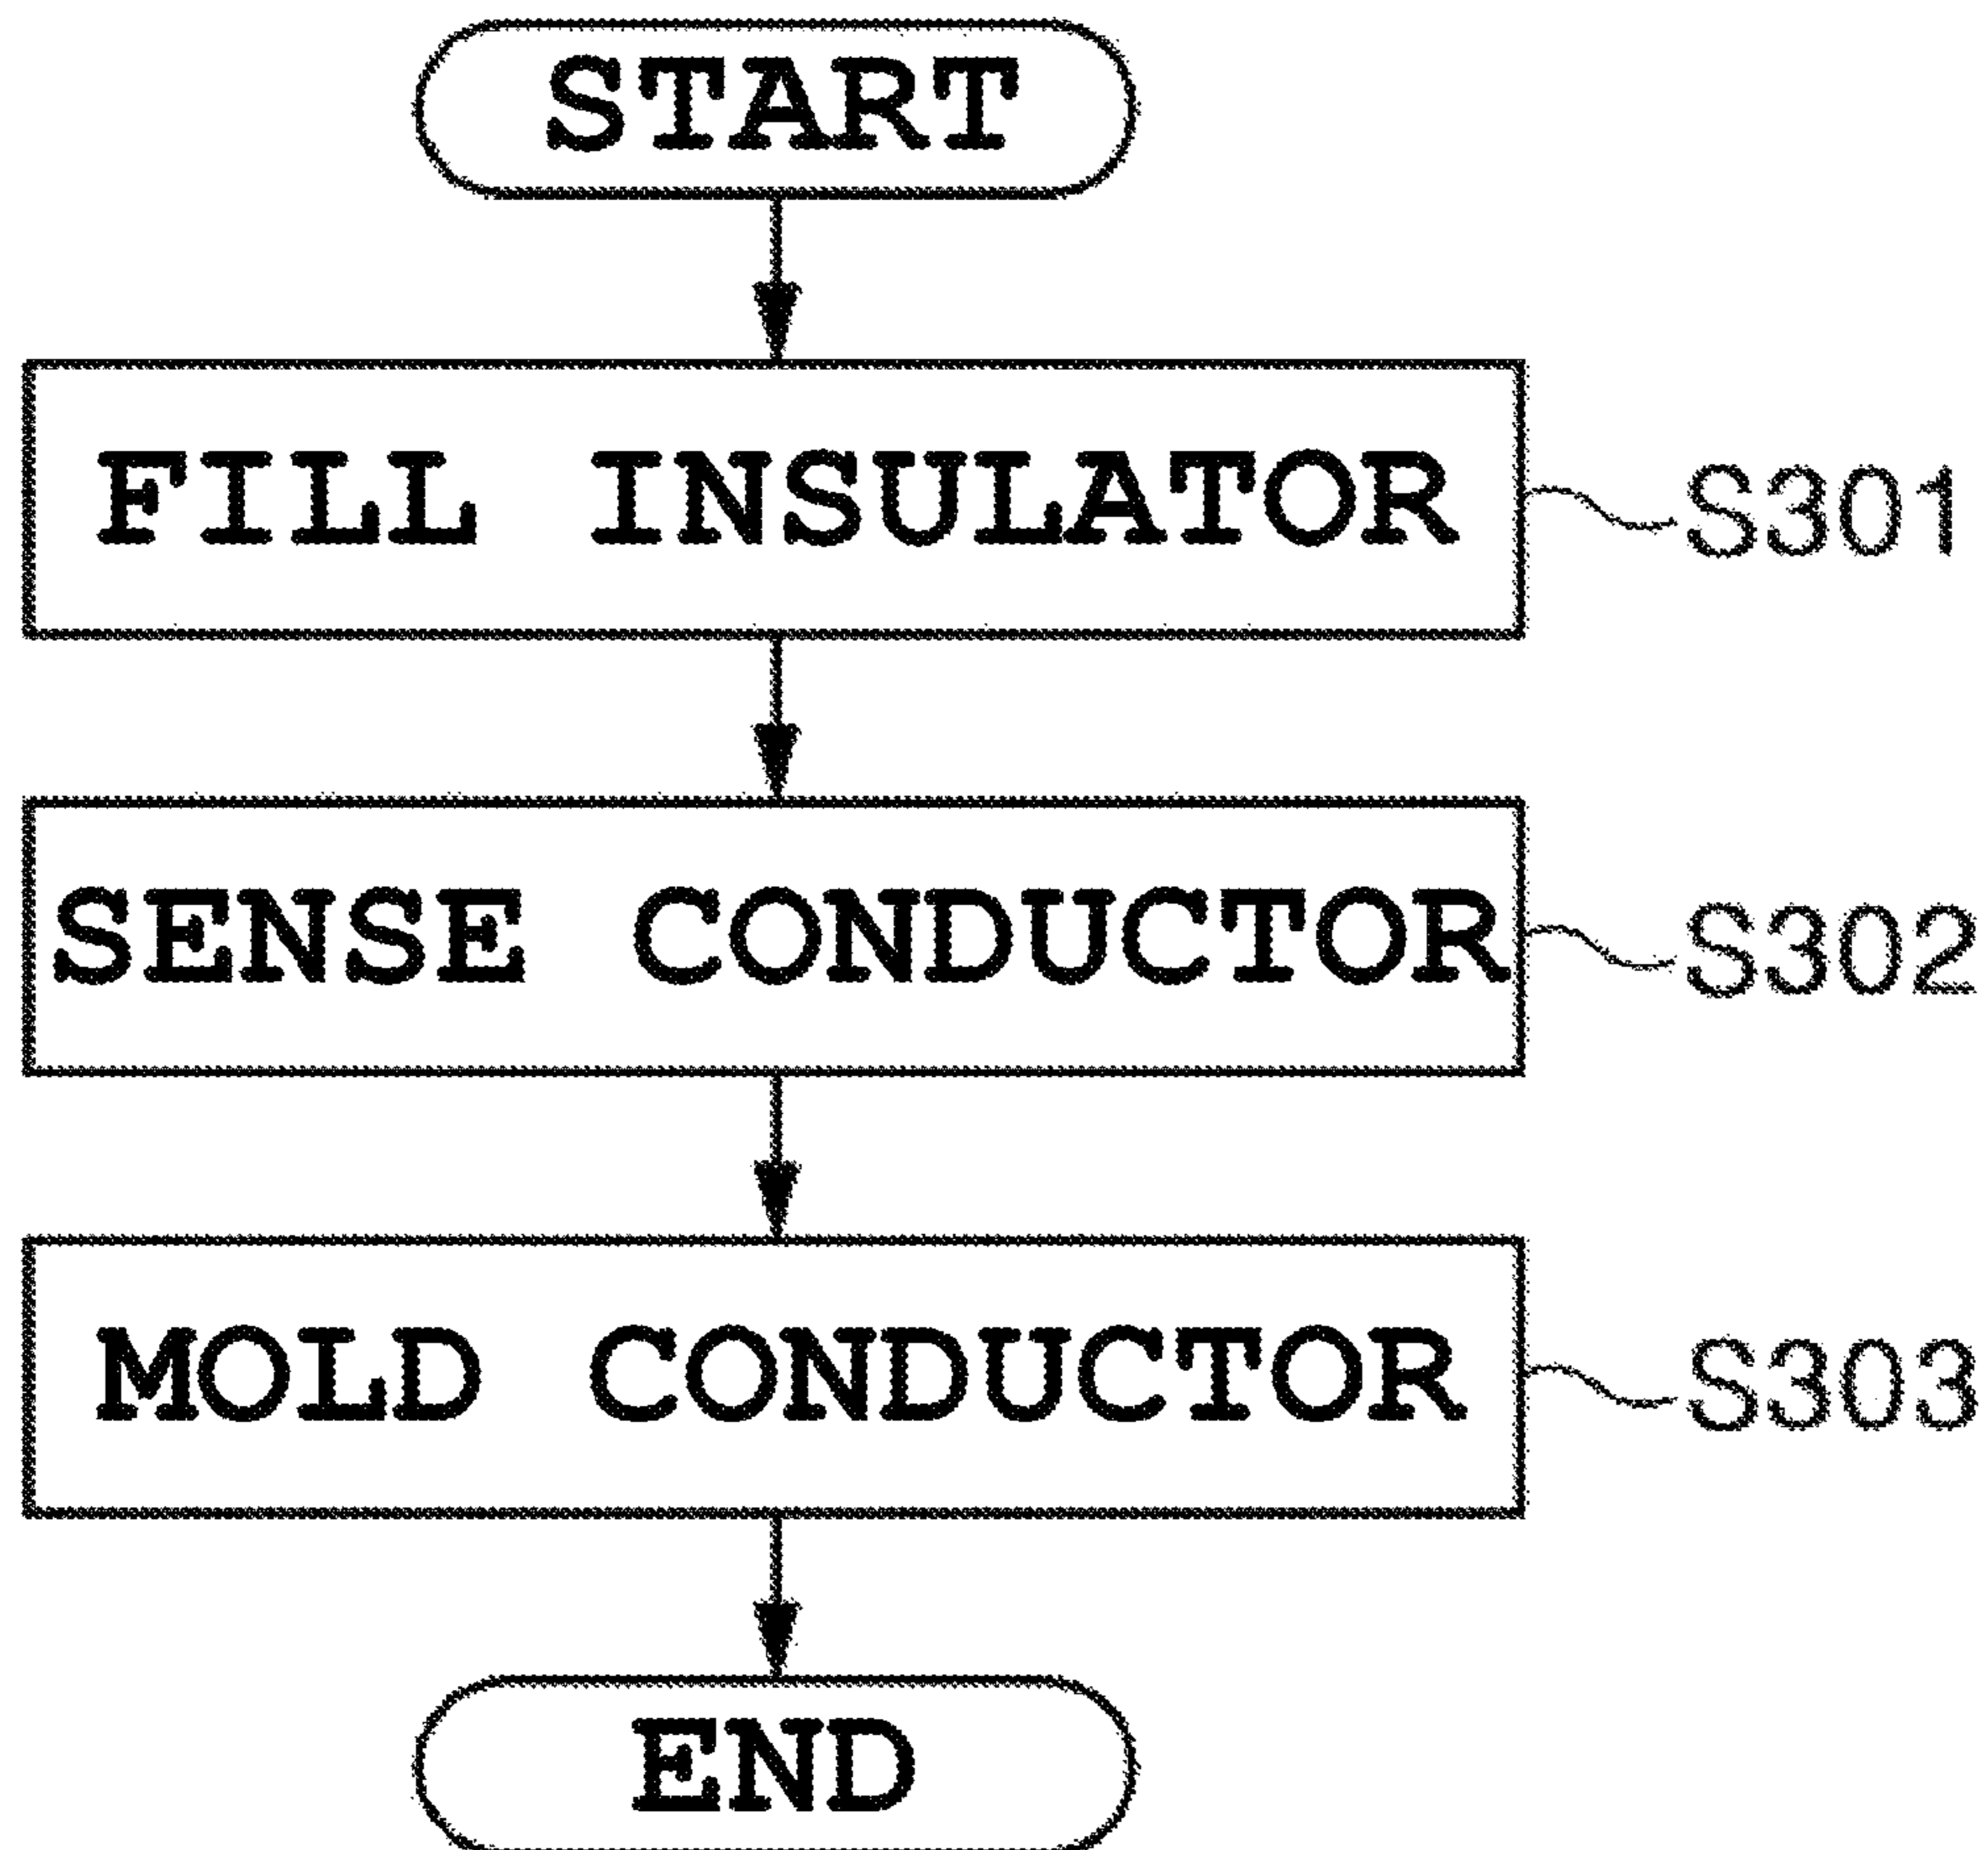 START
FILL INSULATOR
S301
SENSE CONDUCTOR
S302
MOLD CONDUCTOR
S303
END